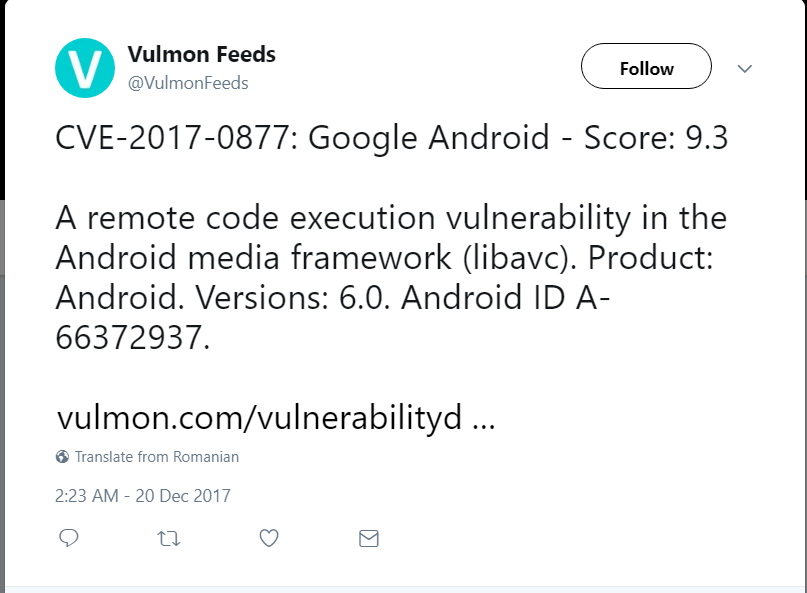 V
Vulmon Feeds
@VulmonFeeds
Follow
CVE-2017-0877: Google Android - Score: 9.3
A remote code execution vulnerability in the
Android media framework (libavc). Product:
Android. Versions: 6.0. Android ID A-
66372937.
vulmon.com/vulnerabilityd ...
Translate from Romanian
2:23 AM - 20 Dec 2017